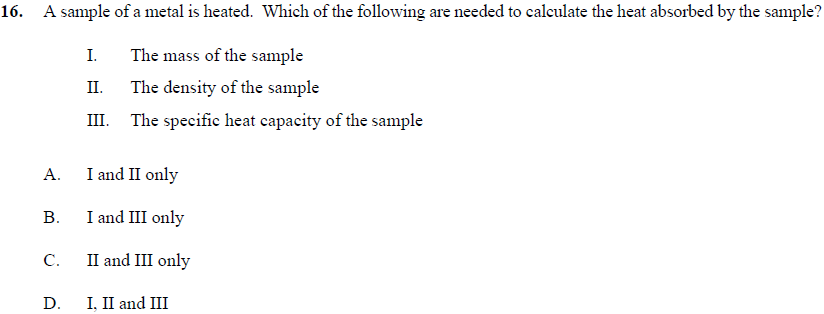 16. A sample of a metal is heated. Which of the following are needed to calculate the heat absorbed by the sample?
I. The mass of the sample
II. The density of the sample
III. The specific heat capacity of the sample
A. I and II only
B. I and III only
C. II and III only
D. I, II and III